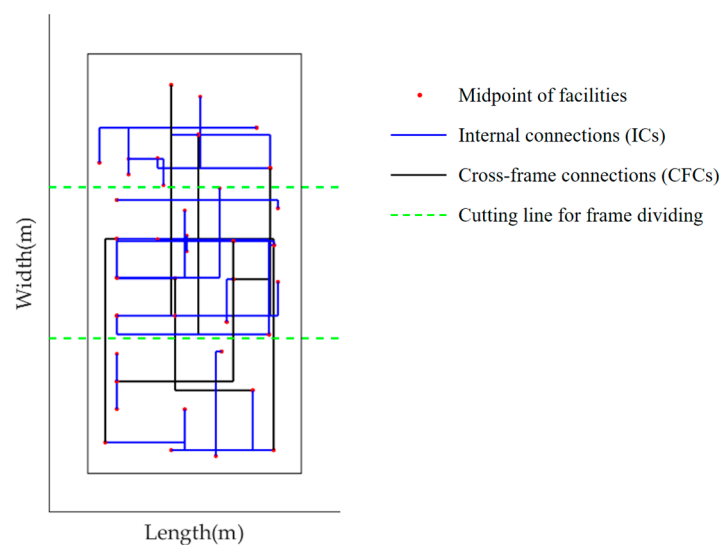 Midpoint of facilities
Internal connections (ICs)
Cross-frame connections (CFCs)
Cutting line for frame dividing
Width(m)
Length(m)